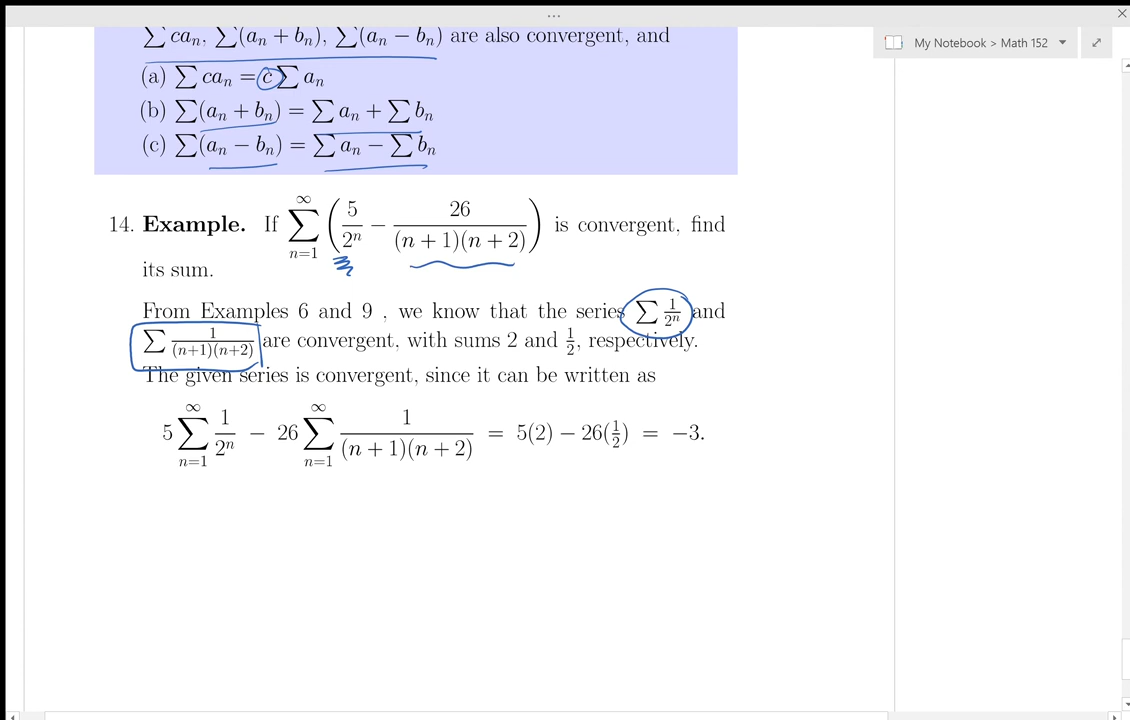 ...
My Notebook > Math 152
∑ caₙ, ∑(aₙ + bₙ), ∑(aₙ − bₙ) are also convergent, and
(a) ∑ caₙ = c∑ aₙ
(b) ∑(aₙ + bₙ) = ∑ aₙ + ∑ bₙ
(c) ∑(aₙ − bₙ) = ∑ aₙ − ∑ bₙ
14. Example. If ∑_{n=1}^{∞} (5/2ⁿ − 26/((n + 1)(n + 2))) is convergent, find
its sum.
From Examples 6 and 9 , we know that the series ∑ 1/2ⁿ and
∑ 1/((n+1)(n+2)) are convergent, with sums 2 and 1/2, respectively.
The given series is convergent, since it can be written as
5 ∑_{n=1}^{∞} 1/2ⁿ − 26 ∑_{n=1}^{∞} 1/((n + 1)(n + 2)) = 5(2) − 26(1/2) = −3.